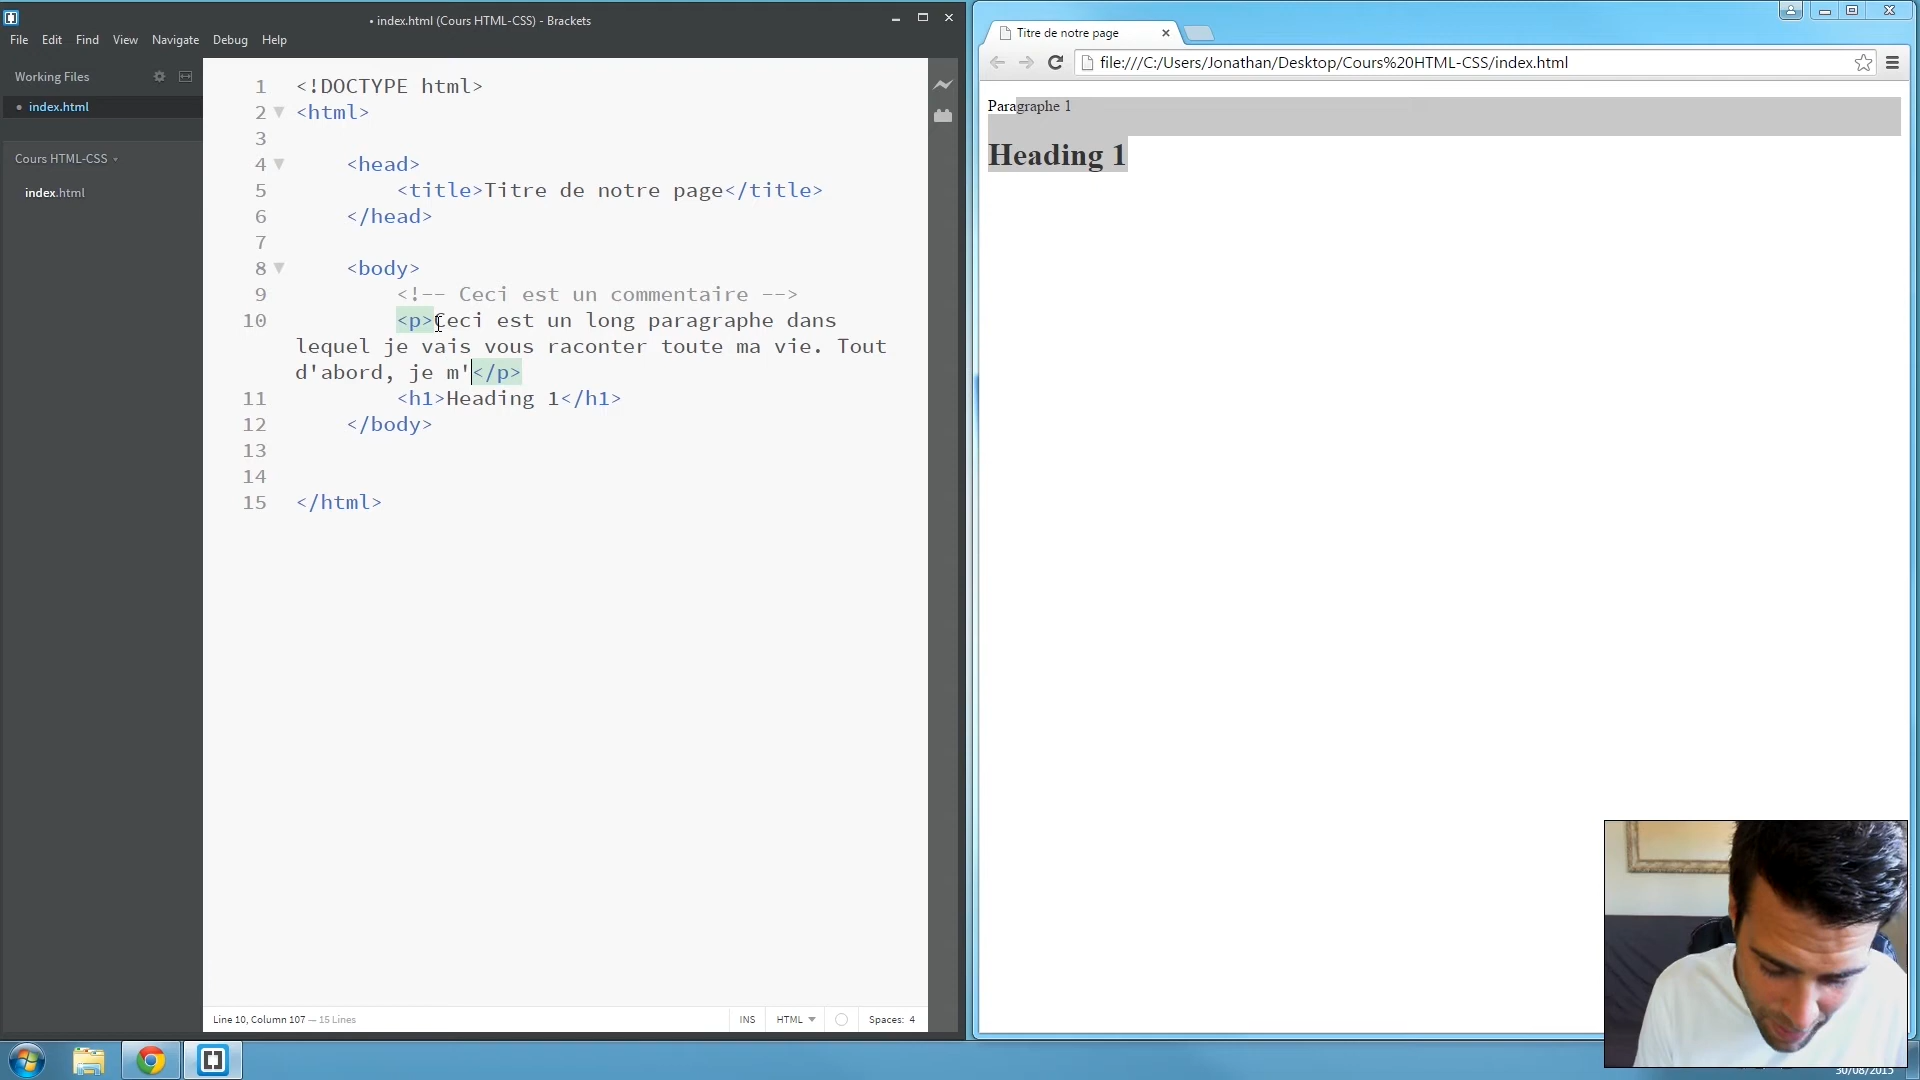 index.html (Cours HTML-CSS) - Brackets
File Edit Find View Navigate Debug Help
Working Files
index.html
Cours HTML-CSS
index.html
1 <!DOCTYPE html>
2 <html>
3
4 <head>
5 <title>Titre de notre page</title>
6 </head>
7
8 <body>
9 <!-- Ceci est un commentaire -->
10 <p>Ceci est un long paragraphe dans
lequel je vais vous raconter toute ma vie. Tout
d'abord, je m'</p>
11 <h1>Heading 1</h1>
12 </body>
13
14
15 </html>
Line 10, Column 107 — 15 Lines
INS HTML Spaces: 4
Titre de notre page
file:///C:/Users/Jonathan/Desktop/Cours%20HTML-CSS/index.html
Paragraphe 1
Heading 1
30/08/2015